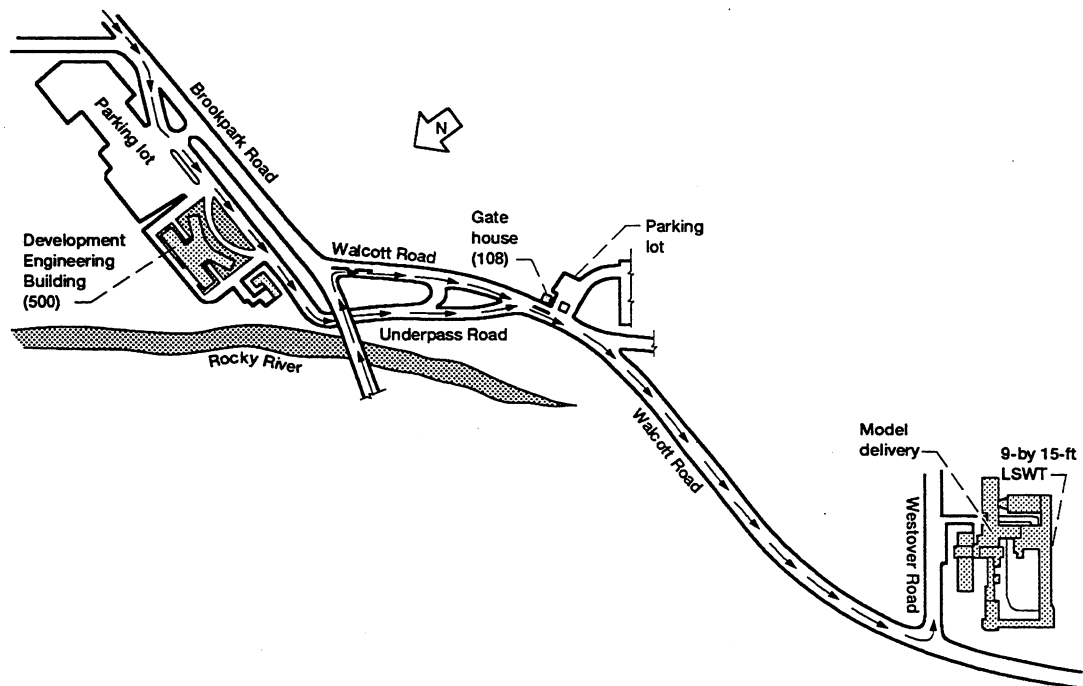 Brookpark Road
Parking lot
N
Gate
house
(108)
Parking
lot
Walcott Road
Development
Engineering
Building
(500)
Underpass Road
Rocky River
Walcott Road
Model
delivery
9-by 15-ft
LSWT
Westover Road